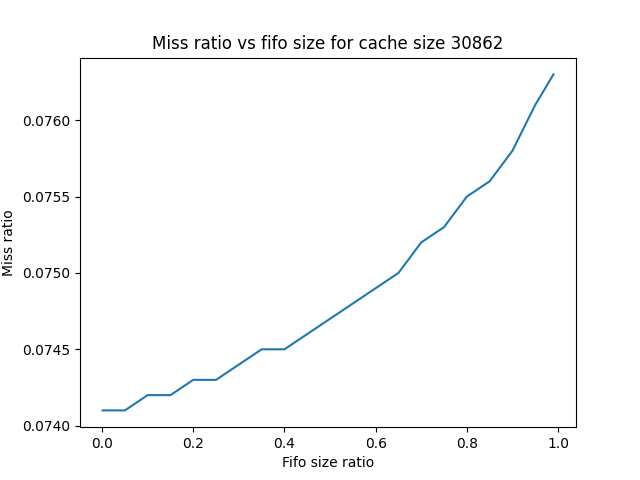 Miss ratio vs fifo size for cache size 30862
0.0760
0.0755
0.0750
0.0745
0.0740
Miss ratio
0.0 0.2 0.4 0.6 0.8 1.0
Fifo size ratio